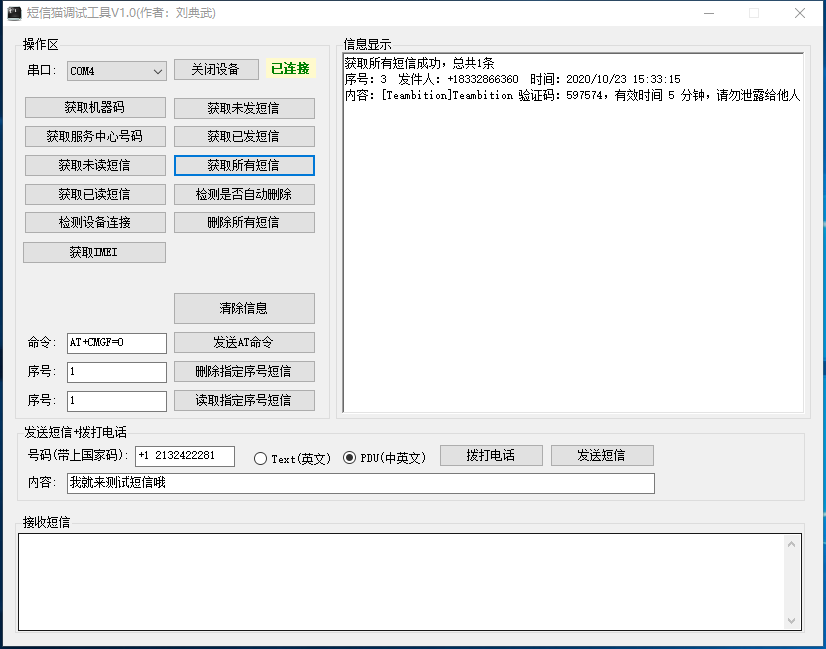 短信猫调试工具V1.0(作者：刘典武)
操作区
串口：
COM4
关闭设备
已连接
获取机器码
获取未发短信
获取服务中心号码
获取已发短信
获取未读短信
获取所有短信
获取已读短信
检测是否自动删除
检测设备连接
删除所有短信
获取IMEI
清除信息
命令：
AT+CMGF=0
发送AT命令
序号：
1
删除指定序号短信
序号：
1
读取指定序号短信
信息显示
获取所有短信成功，总共1条
序号：3 发件人：+18332866360 时间：2020/10/23 15:33:15
内容：[Teambition]Teambition 验证码：597574，有效时间 5 分钟，请勿泄露给他人
发送短信+拨打电话
号码(带上国家码)：
+1 2132422281
Text(英文)
PDU(中英文)
拨打电话
发送短信
内容：
我就来测试短信哦
接收短信